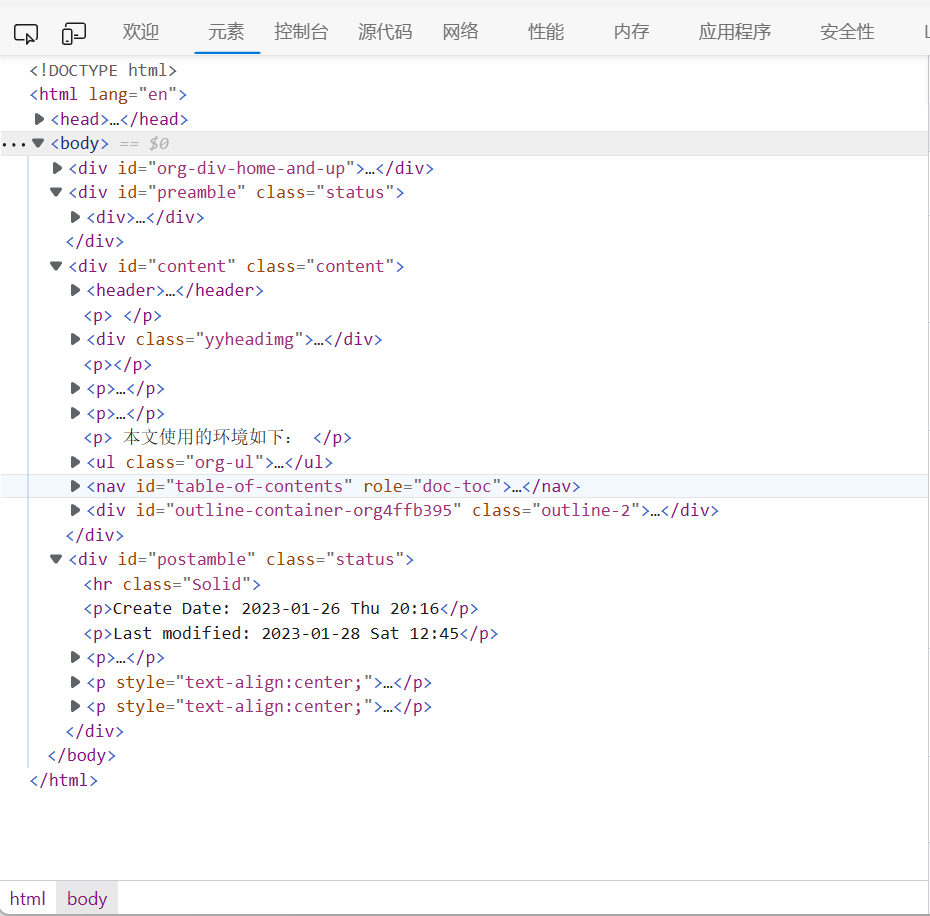 欢迎 元素 控制台 源代码 网络 性能 内存 应用程序 安全性
<!DOCTYPE html>
<html lang="en">
<head>…</head>
<body> == $0
<div id="org-div-home-and-up">…</div>
<div id="preamble" class="status">
<div>…</div>
</div>
<div id="content" class="content">
<header>…</header>
<p> </p>
<div class="yyheadimg">…</div>
<p></p>
<p>…</p>
<p>…</p>
<p> 本文使用的环境如下： </p>
<ul class="org-ul">…</ul>
<nav id="table-of-contents" role="doc-toc">…</nav>
<div id="outline-container-org4ffb395" class="outline-2">…</div>
</div>
<div id="postamble" class="status">
<hr class="Solid">
<p>Create Date: 2023-01-26 Thu 20:16</p>
<p>Last modified: 2023-01-28 Sat 12:45</p>
<p>…</p>
<p style="text-align:center;">…</p>
<p style="text-align:center;">…</p>
</div>
</body>
</html>
html body